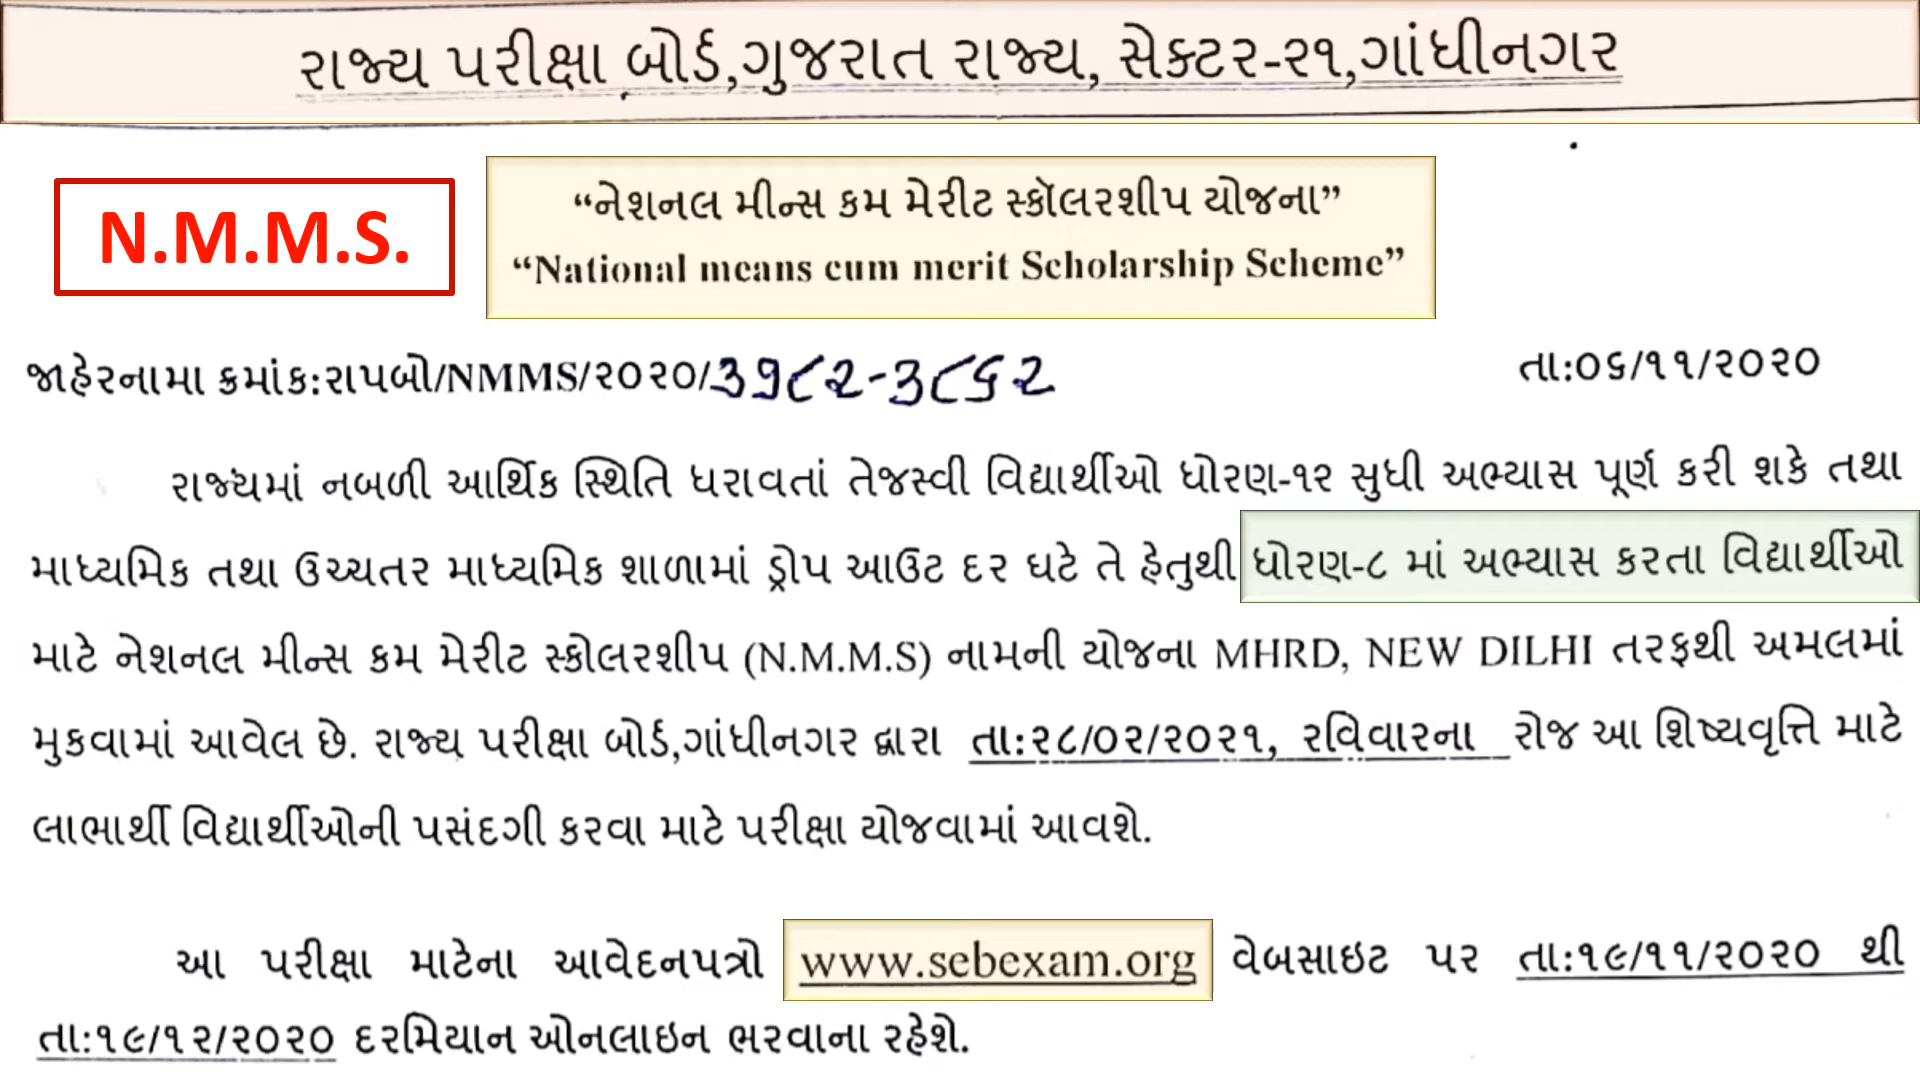 રાજ્ય પરીક્ષા બોર્ડ,ગુજરાત રાજ્ય, સેક્ટર-૨૧,ગાંધીનગર
N.M.M.S.
“નેશનલ મીન્સ કમ મેરીટ સ્કૉલરશીપ યોજના”
“National means cum merit Scholarship Scheme”
જાહેરનામા ક્રમાંક:રાપબો/NMMS/૨૦૨૦/૩૧૮૨-૩૮૬૨ તા:૦૬/૧૧/૨૦૨૦
રાજ્યમાં નબળી આર્થિક સ્થિતિ ધરાવતાં તેજસ્વી વિદ્યાર્થીઓ ધોરણ-૧૨ સુધી અભ્યાસ પૂર્ણ કરી શકે તથા
માધ્યમિક તથા ઉચ્ચતર માધ્યમિક શાળામાં ડ્રોપ આઉટ દર ઘટે તે હેતુથી ધોરણ-૮ માં અભ્યાસ કરતા વિદ્યાર્થીઓ
માટે નેશનલ મીન્સ કમ મેરીટ સ્કોલરશીપ (N.M.M.S) નામની યોજના MHRD, NEW DILHI તરફથી અમલમાં
મુકવામાં આવેલ છે. રાજ્ય પરીક્ષા બોર્ડ,ગાંધીનગર દ્વારા તા:૨૮/૦૨/૨૦૨૧, રવિવારના રોજ આ શિષ્યવૃત્તિ માટે
લાભાર્થી વિદ્યાર્થીઓની પસંદગી કરવા માટે પરીક્ષા યોજવામાં આવશે.
આ પરીક્ષા માટેના આવેદનપત્રો www.sebexam.org વેબસાઇટ પર તા:૧૯/૧૧/૨૦૨૦ થી
તા:૧૯/૧૨/૨૦૨૦ દરમિયાન ઓનલાઇન ભરવાના રહેશે.